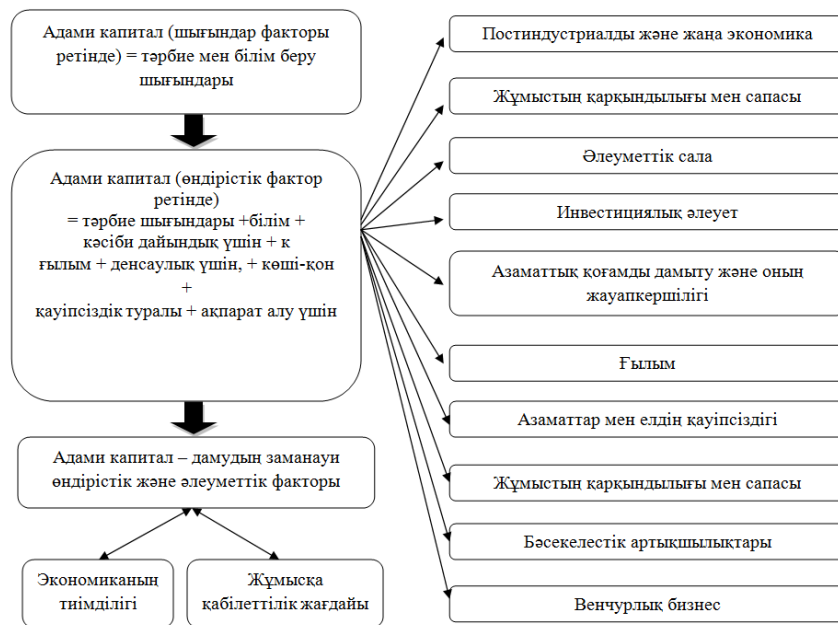 Адами капитал (шығындар факторы
ретінде) = тәрбие мен білім беру
шығындары
Адами капитал (өндірістік фактор
ретінде)
= тәрбие шығындары +білім +
кәсіби дайындық үшін + к
ғылым + денсаулық үшін, + көші-қон
+
қауіпсіздік туралы + ақпарат алу үшін
Адами капитал – дамудың заманауи
өндірістік және әлеуметтік факторы
Экономиканың
тиімділігі
Жұмысқа
қабілеттілік жағдайы
Постиндустриалды және жаңа экономика
Жұмыстың қарқындылығы мен сапасы
Әлеуметтік сала
Инвестициялық әлеует
Азаматтық қоғамды дамыту және оның
жауапкершілігі
Ғылым
Азаматтар мен елдің қауіпсіздігі
Жұмыстың қарқындылығы мен сапасы
Бәсекелестік артықшылықтары
Венчурлық бизнес